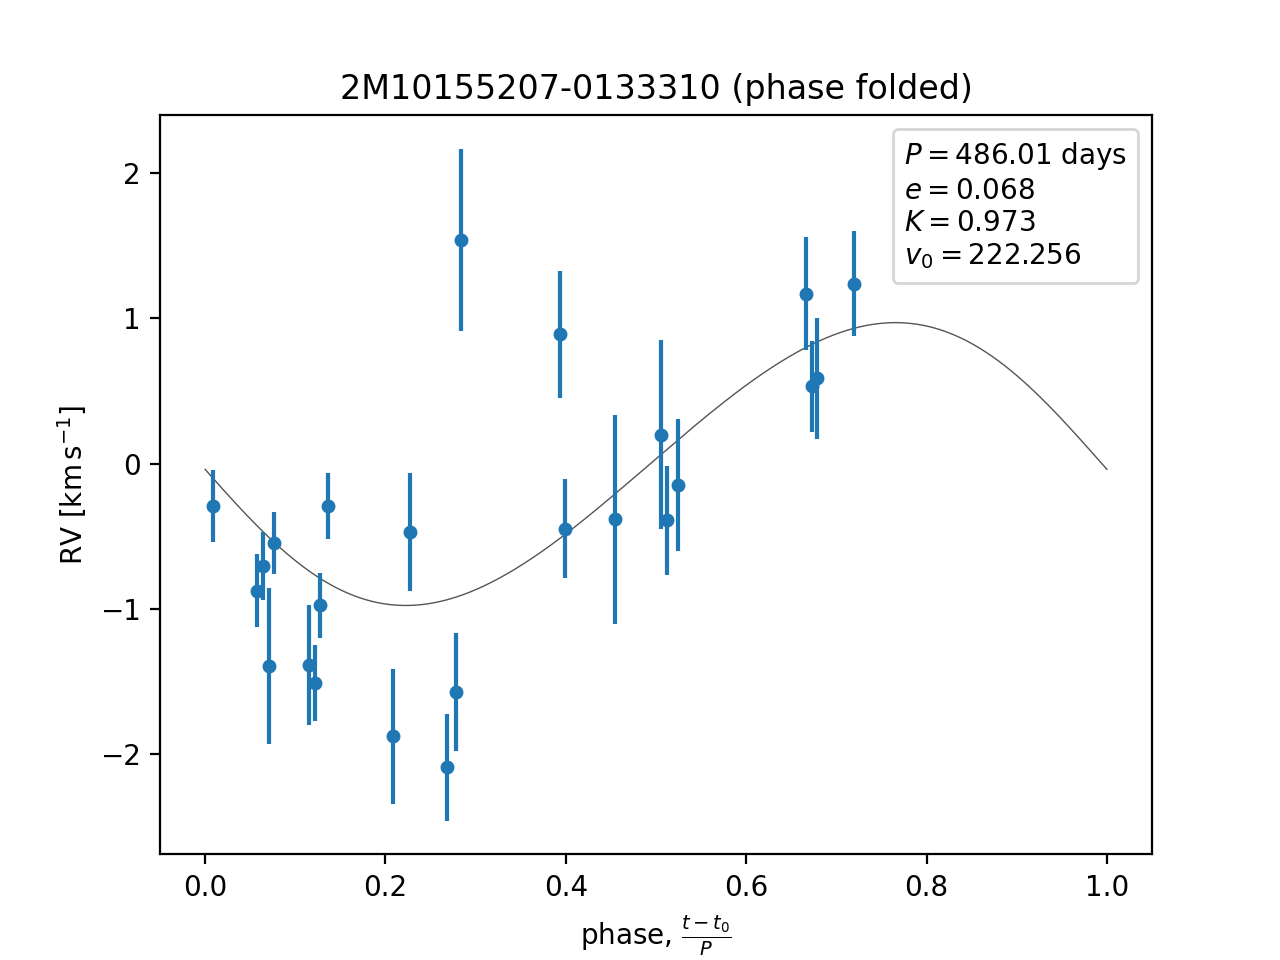 2M10155207-0133310 (phase folded)
P = 486.01 days
e = 0.068
K = 0.973
v₀ = 222.256
2
1
0
−1
−2
RV [km s⁻¹]
0.0 0.2 0.4 0.6 0.8 1.0
phase, (t − t₀)/P